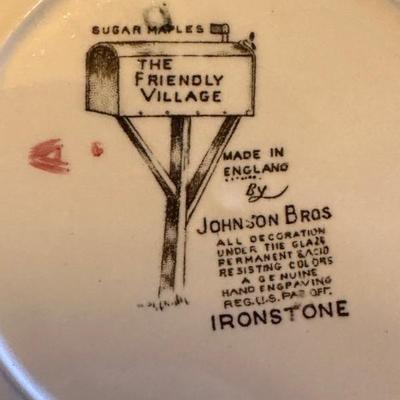 SUGAR MAPLES
THE
FRIENDLY
VILLAGE
MADE IN
ENGLAND
By
JOHNSON BROS
ALL DECORATION
UNDER THE GLAZE
PERMANENT & ACID
RESISTING COLORS
A GENUINE
HAND ENGRAVING
REG. U.S. PAT. OFF.
IRONSTONE